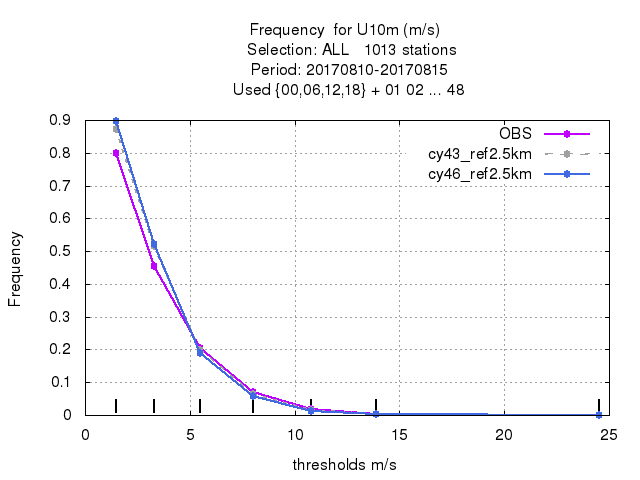 Frequency  for U10m (m/s)
Selection: ALL   1013 stations
Period: 20170810-20170815
Used {00,06,12,18} + 01 02 ... 48
OBS
cy43_ref2.5km
cy46_ref2.5km
Frequency
0.9
0.8
0.7
0.6
0.5
0.4
0.3
0.2
0.1
0
0 5 10 15 20 25
thresholds m/s